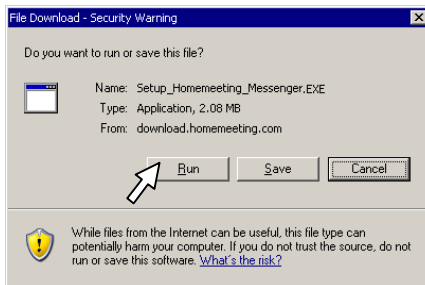 File Download - Security Warning
Do you want to run or save this file?
Name: Setup_Homemeeting_Messenger.EXE
Type: Application, 2.08 MB
From: download.homemeeting.com
Run Save Cancel
While files from the Internet can be useful, this file type can
potentially harm your computer. If you do not trust the source, do not
run or save this software. What's the risk?